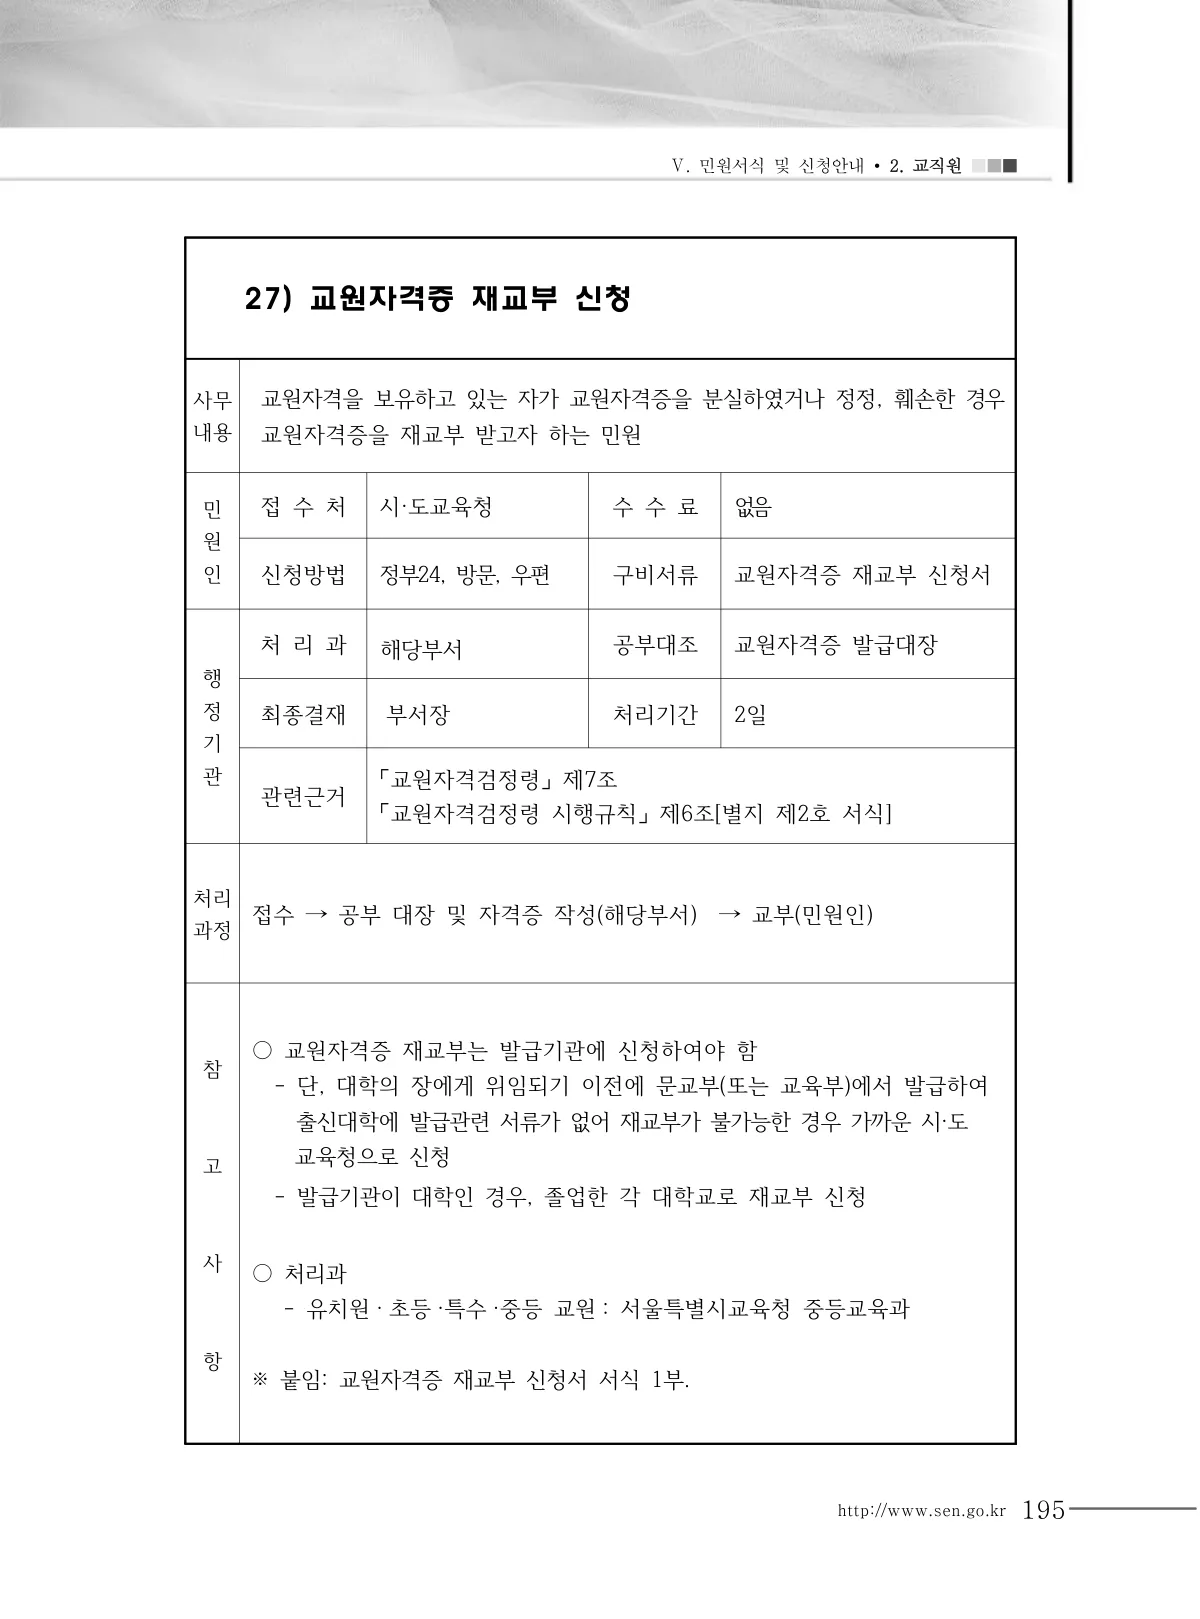 Ⅴ. 민원서식 및 신청안내 • 2. 교직원
27) 교원자격증 재교부 신청
사무
내용
교원자격을 보유하고 있는 자가 교원자격증을 분실하였거나 정정, 훼손한 경우
교원자격증을 재교부 받고자 하는 민원
민
원
인
접 수 처
시·도교육청
수 수 료
없음
신청방법
정부24, 방문, 우편
구비서류
교원자격증 재교부 신청서
행
정
기
관
처 리 과
해당부서
공부대조
교원자격증 발급대장
최종결재
부서장
처리기간
2일
관련근거
「교원자격검정령」제7조
「교원자격검정령 시행규칙」제6조[별지 제2호 서식]
처리
과정
접수 → 공부 대장 및 자격증 작성(해당부서) → 교부(민원인)
참
고
사
항
○ 교원자격증 재교부는 발급기관에 신청하여야 함
- 단, 대학의 장에게 위임되기 이전에 문교부(또는 교육부)에서 발급하여
출신대학에 발급관련 서류가 없어 재교부가 불가능한 경우 가까운 시·도
교육청으로 신청
- 발급기관이 대학인 경우, 졸업한 각 대학교로 재교부 신청
○ 처리과
- 유치원 · 초등 ·특수 ·중등 교원 : 서울특별시교육청 중등교육과
※ 붙임: 교원자격증 재교부 신청서 서식 1부.
http://www.sen.go.kr 195